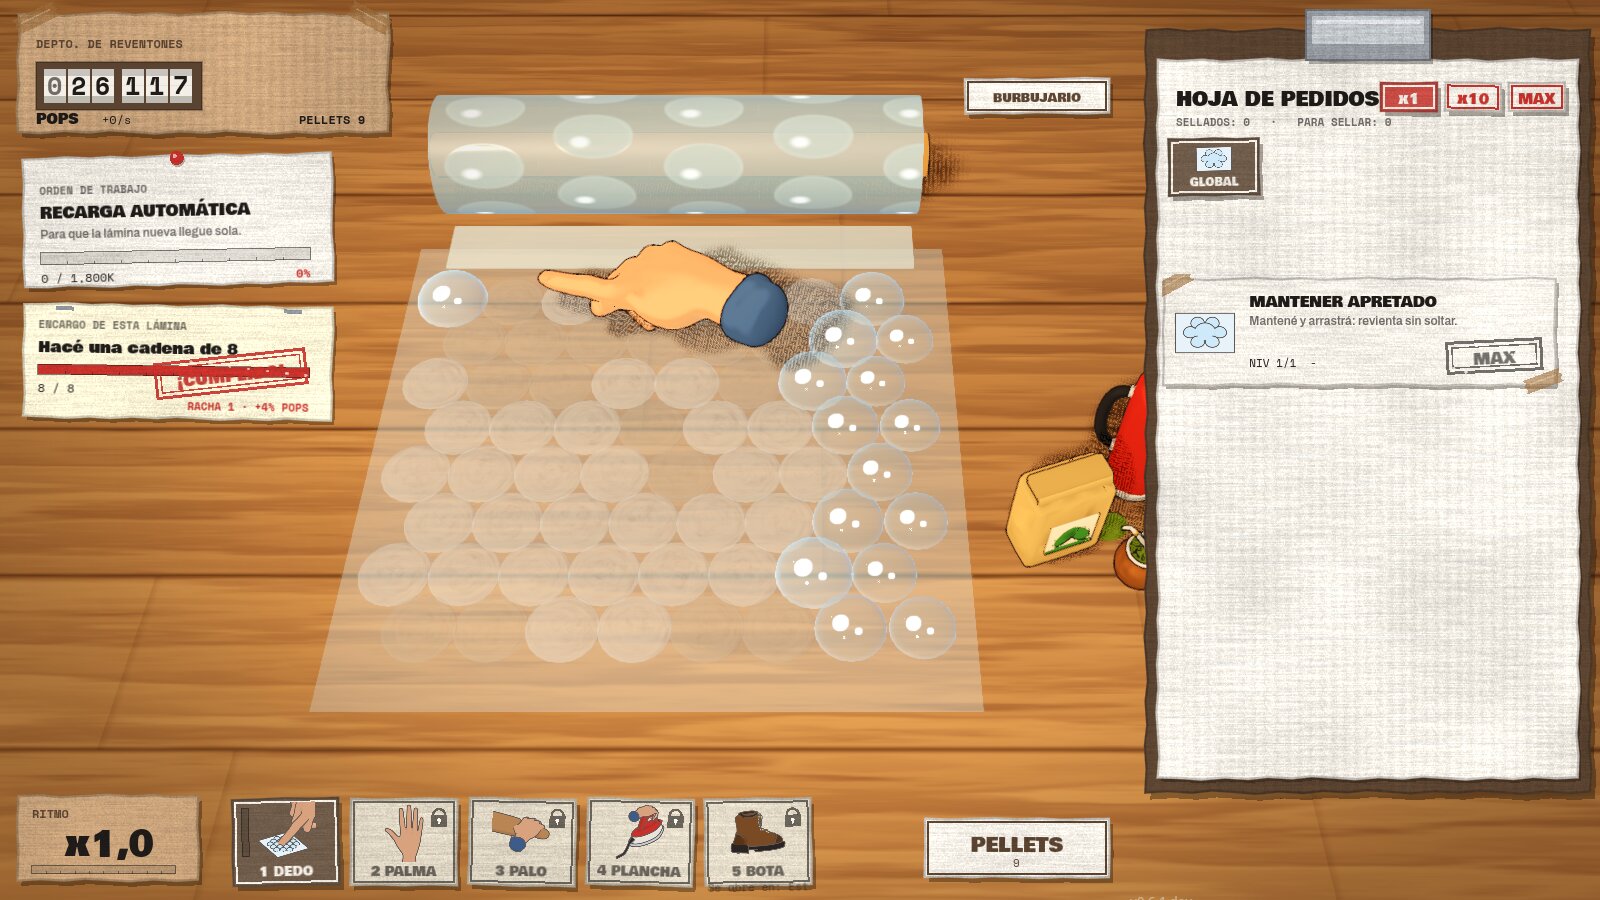 DEPTO. DE REVENTONES
026117
POPS +0/s PELLETS 9
ORDEN DE TRABAJO
RECARGA AUTOMÁTICA
Para que la lámina nueva llegue sola.
0 / 1.800K 0%
ENCARGO DE ESTA LÁMINA
Hacé una cadena de 8
8 / 8
RACHA 1 · +4% POPS
BURBUJARIO
HOJA DE PEDIDOS x1 x10 MAX
SELLADOS: 0 · PARA SELLAR: 0
GLOBAL
MANTENER APRETADO
Mantené y arrastrá: revienta sin soltar.
NIV 1/1 -
MAX
RITMO
x1,0
1 DEDO
2 PALMA
3 PALO
4 PLANCHA
5 BOTA
PELLETS
9